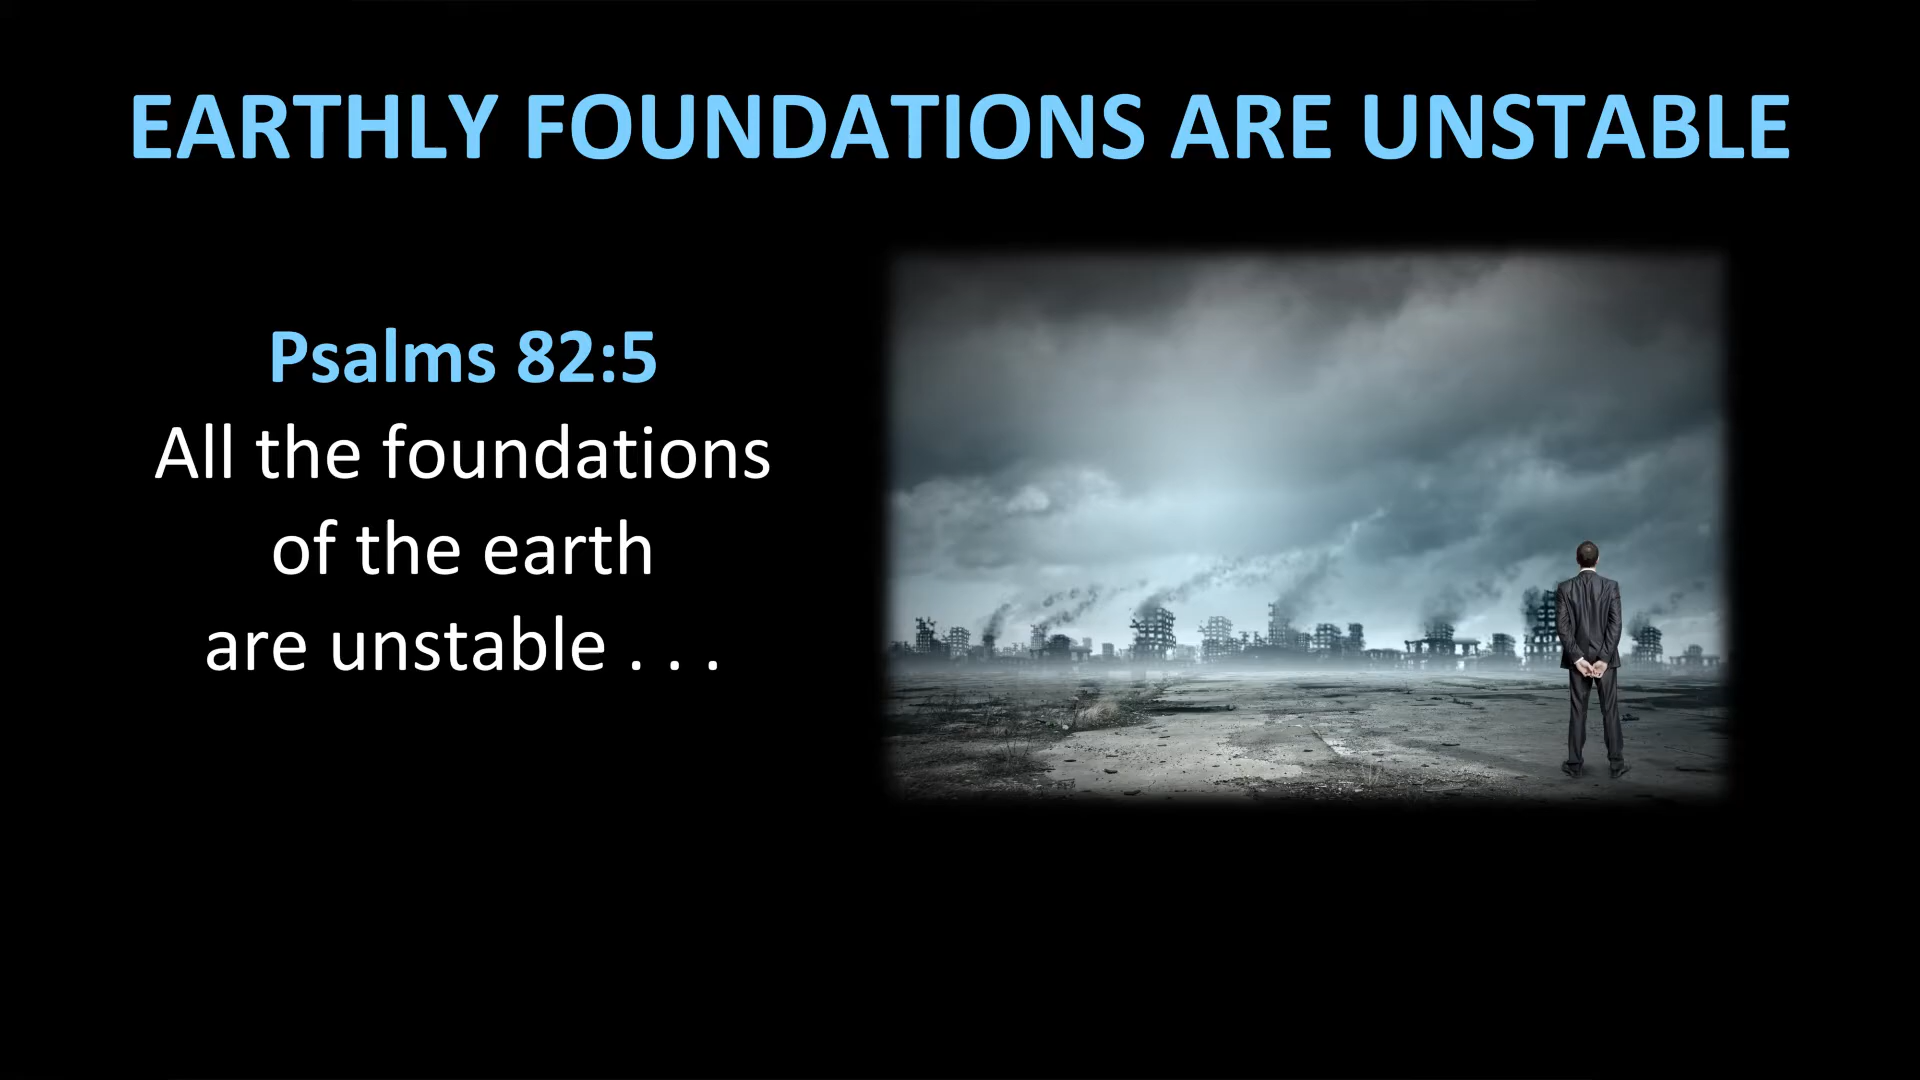 EARTHLY FOUNDATIONS ARE UNSTABLE
Psalms 82:5
All the foundations
of the earth
are unstable . . .